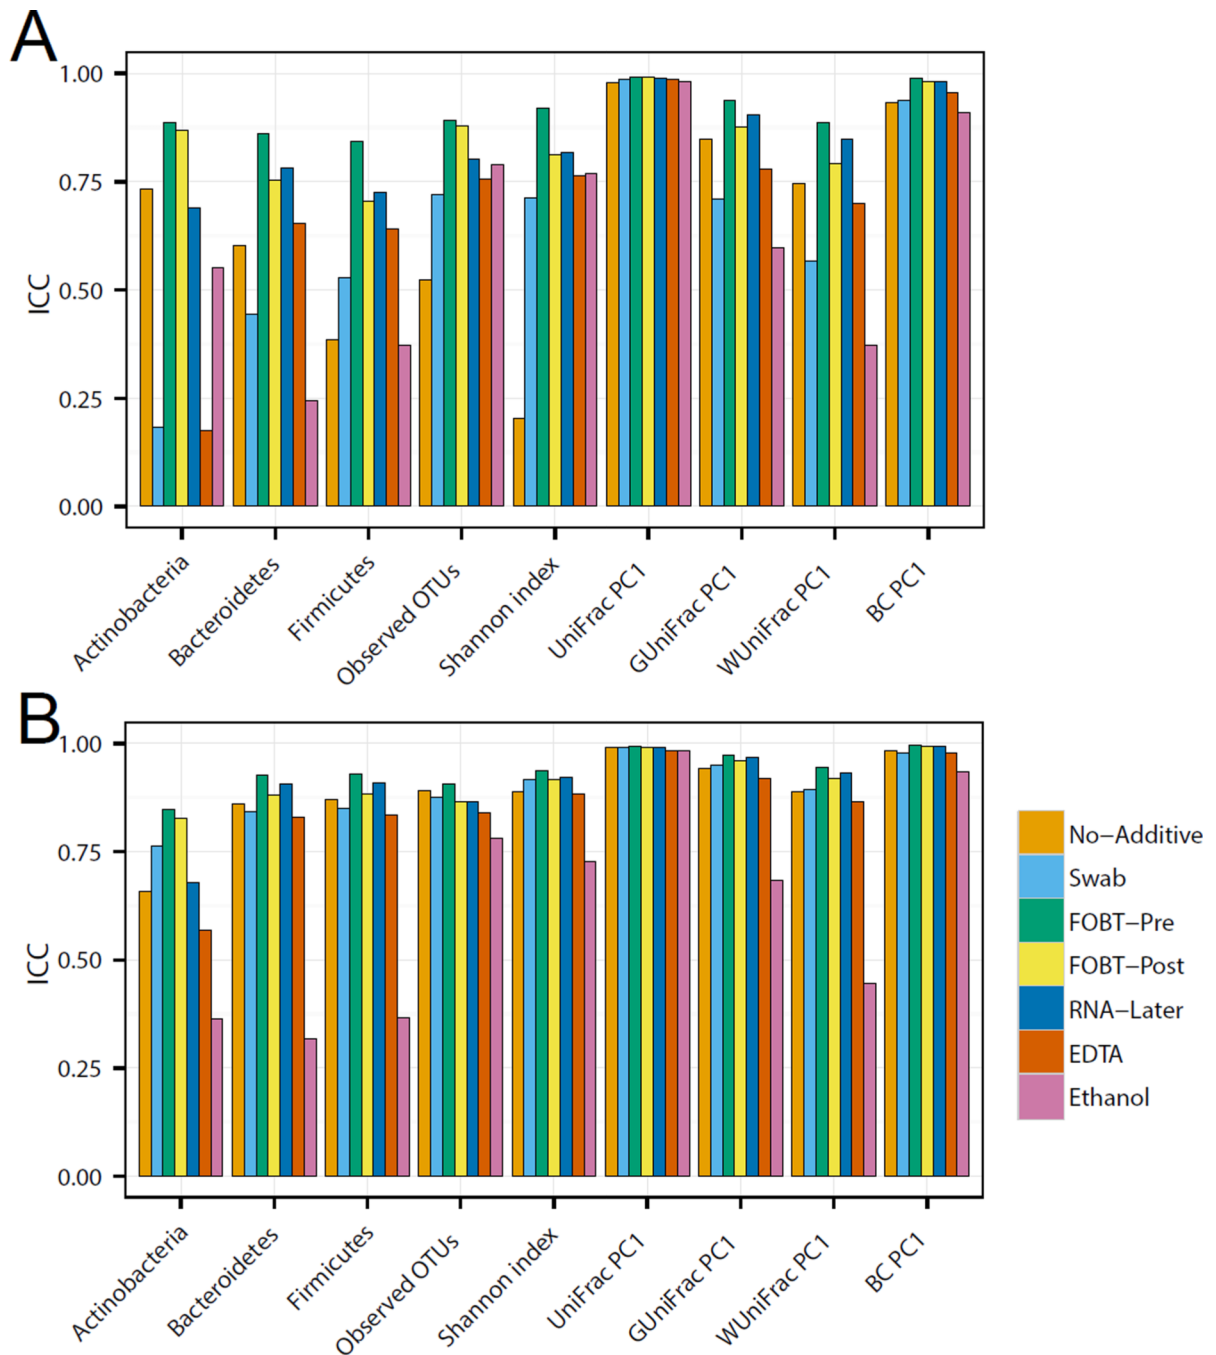 A
1.00
0.75
0.50
0.25
0.00
ICC
Actinobacteria
Bacteroidetes
Firmicutes
Observed OTUs
Shannon index
UniFrac PC1
GUniFrac PC1
WUniFrac PC1
BC PC1
B
1.00
0.75
0.50
0.25
0.00
ICC
Actinobacteria
Bacteroidetes
Firmicutes
Observed OTUs
Shannon index
UniFrac PC1
GUniFrac PC1
WUniFrac PC1
BC PC1
No−Additive
Swab
FOBT−Pre
FOBT−Post
RNA−Later
EDTA
Ethanol